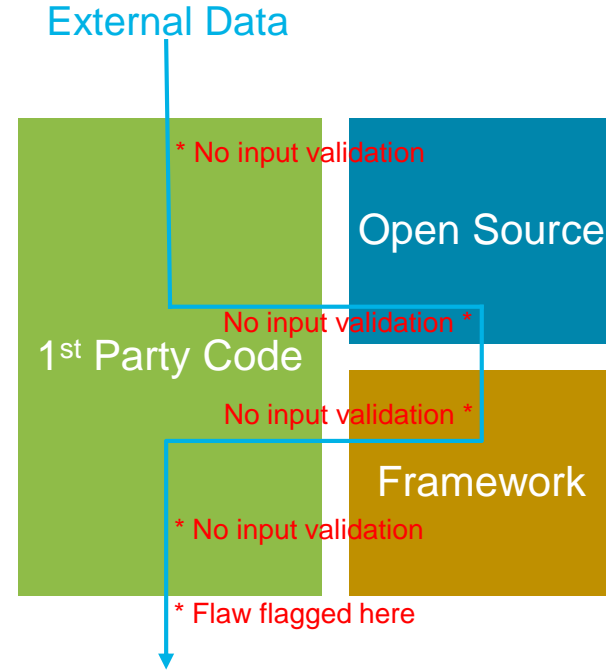 External Data
* No input validation
Open Source
No input validation *
1st Party Code
No input validation *
Framework
* No input validation
* Flaw flagged here